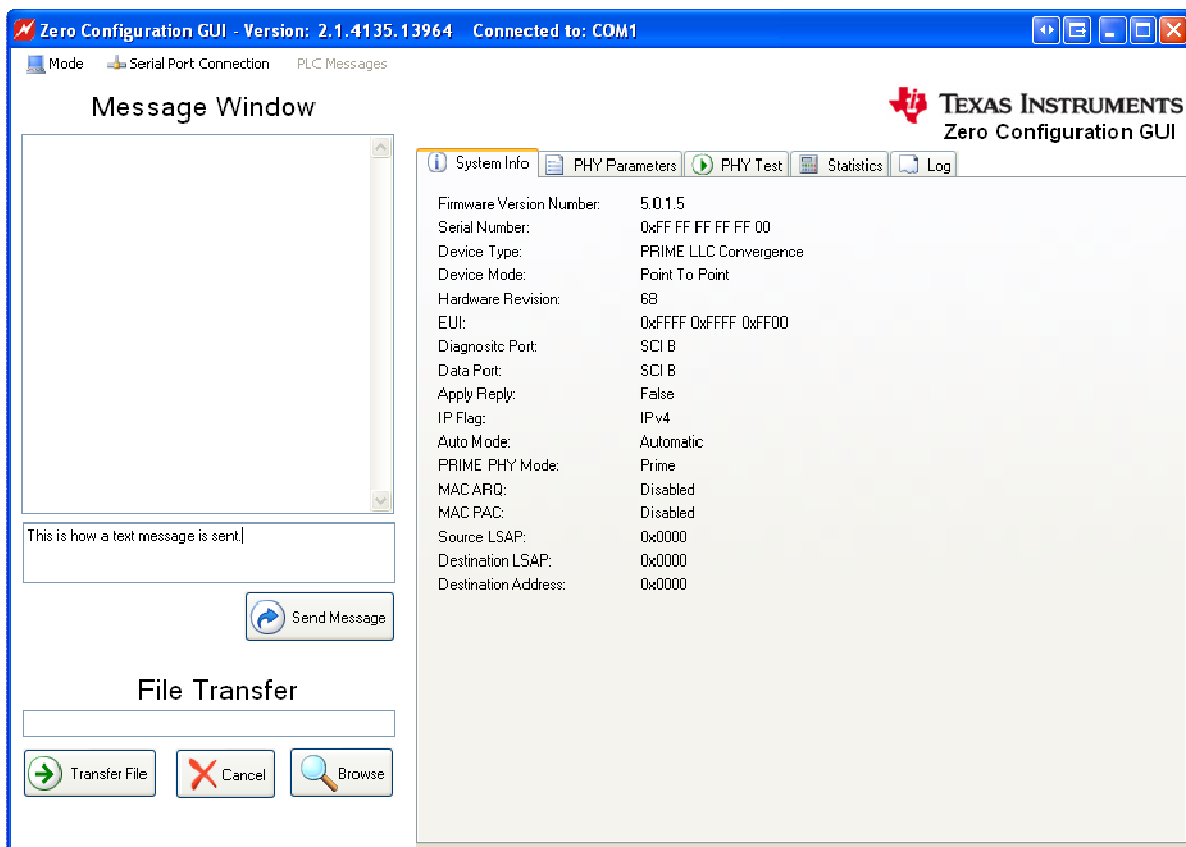 Zero Configuration GUI - Version: 2.1.4135.13964 Connected to: COM1
Mode Serial Port Connection PLC Messages
Message Window
TEXAS INSTRUMENTS
Zero Configuration GUI
System Info PHY Parameters PHY Test Statistics Log
Firmware Version Number: 5.0.1.5
Serial Number: 0xFF FF FF FF FF 00
Device Type: PRIME LLC Convergence
Device Mode: Point To Point
Hardware Revision: 68
EUI: 0xFFFF 0xFFFF 0xFF00
Diagnositc Port: SCI B
Data Port: SCI B
Apply Reply: False
IP Flag: IPv4
Auto Mode: Automatic
PRIME PHY Mode: Prime
MAC ARQ: Disabled
MAC PAC: Disabled
Source LSAP: 0x0000
Destination LSAP: 0x0000
Destination Address: 0x0000
This is how a text message is sent.
Send Message
File Transfer
Transfer File Cancel Browse